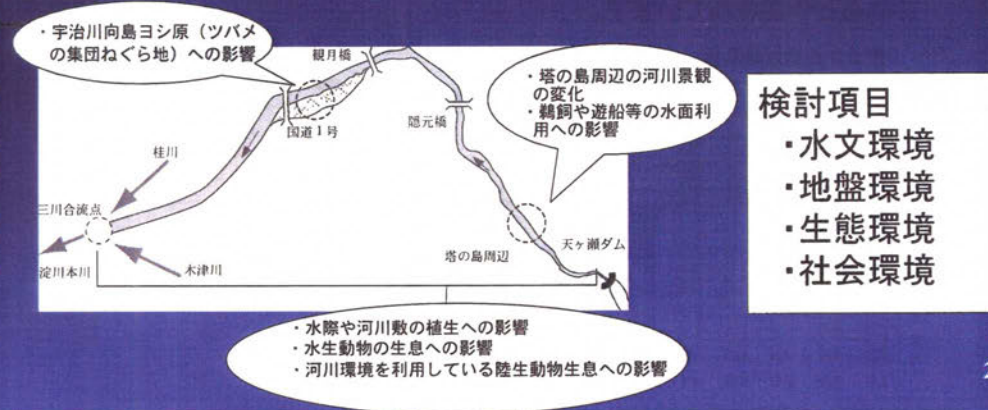 ・宇治川向島ヨシ原（ツバメ
の集団ねぐら地）への影響
観月橋
国道1号
・塔の島周辺の河川景観
の変化
・鵜飼や遊船等の水面利
用への影響
隠元橋
桂川
三川合流点
淀川本川
木津川
塔の島周辺
天ヶ瀬ダム
・水際や河川敷の植生への影響
・水生動物の生息への影響
・河川環境を利用している陸生動物生息への影響
検討項目
・水文環境
・地盤環境
・生態環境
・社会環境